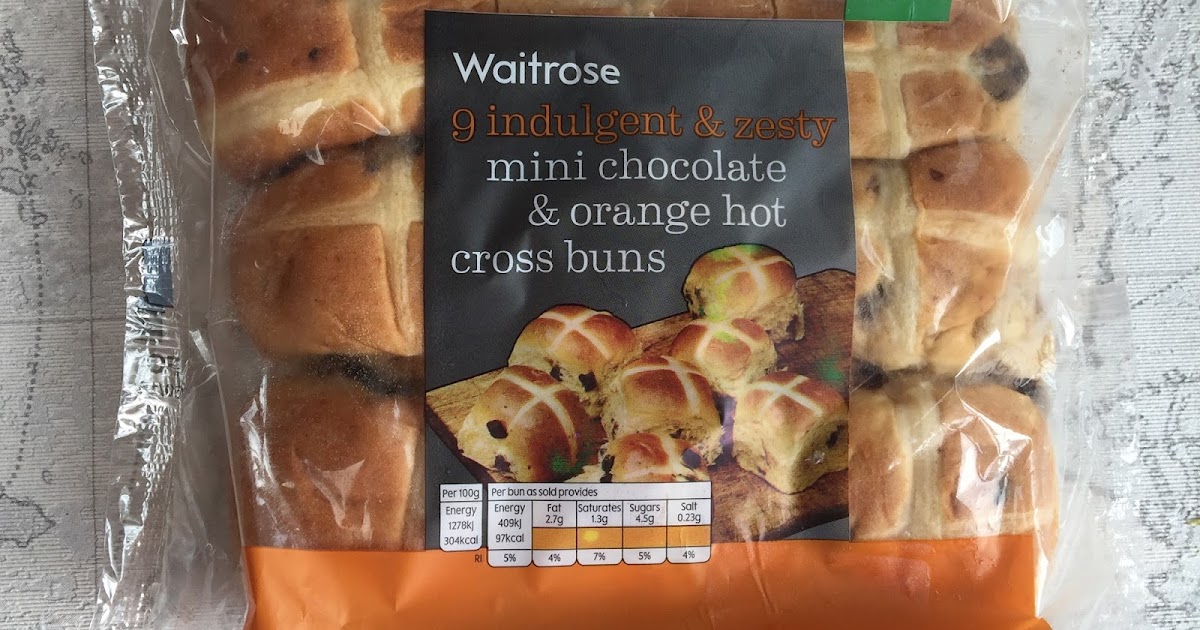 Waitrose
9 indulgent & zesty
mini chocolate
& orange hot
cross buns
Per 100g
Energy
1278kJ
304kcal
Per bun as sold provides
Energy
409kJ
97kcal
5%
Fat
2.7g
4%
Saturates
1.3g
7%
Sugars
4.5g
5%
Salt
0.23g
4%
RI